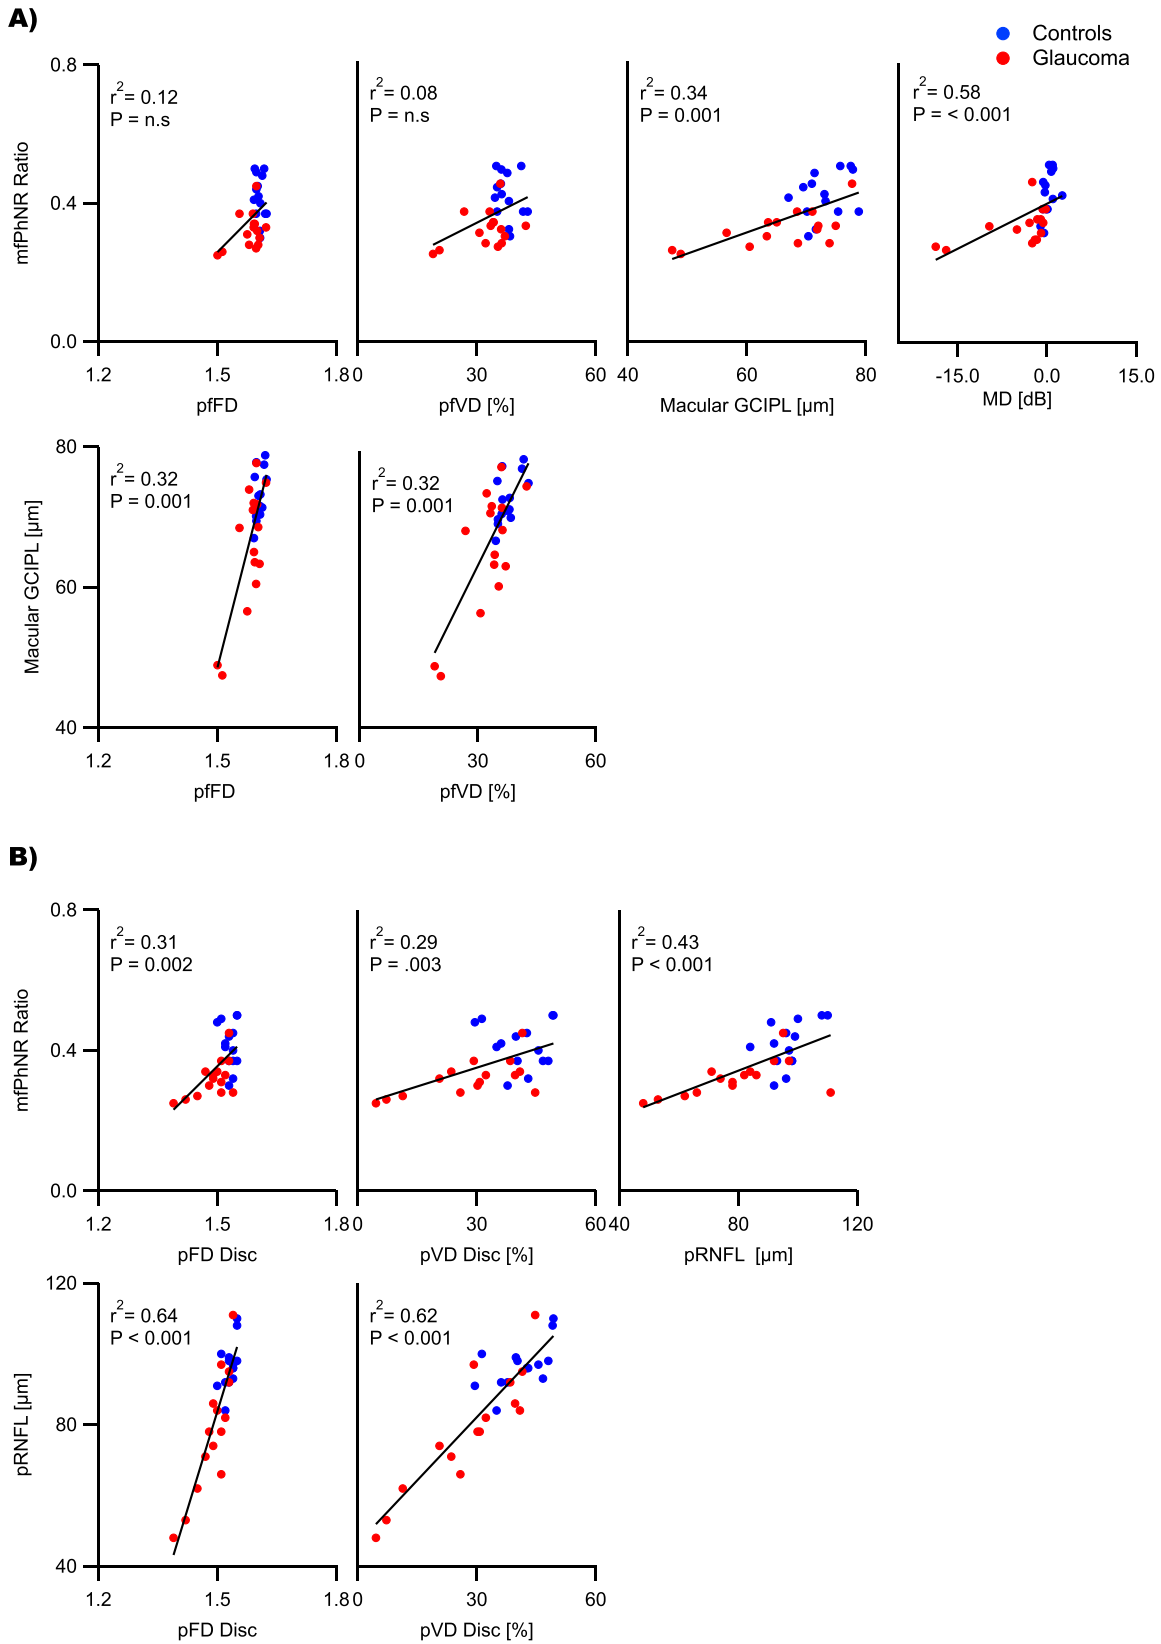 A)
Controls
Glaucoma
mfPhNR Ratio
0.8
0.4
0.0
r2= 0.12
P = n.s
1.2 1.5 1.8
pfFD
r2= 0.08
P = n.s
0 30 60
pfVD [%]
r2= 0.34
P = 0.001
40 60 80
Macular GCIPL [µm]
r2= 0.58
P = < 0.001
-15.0 0.0 15.0
MD [dB]
Macular GCIPL [µm]
80
60
40
r2= 0.32
P = 0.001
1.2 1.5 1.8
pfFD
r2= 0.32
P = 0.001
0 30 60
pfVD [%]
B)
mfPhNR Ratio
0.8
0.4
0.0
r2= 0.31
P = 0.002
1.2 1.5 1.8
pFD Disc
r2= 0.29
P = .003
0 30 60
pVD Disc [%]
r2= 0.43
P < 0.001
40 80 120
pRNFL [µm]
pRNFL [µm]
120
80
40
r2= 0.64
P < 0.001
1.2 1.5 1.8
pFD Disc
r2= 0.62
P < 0.001
0 30 60
pVD Disc [%]